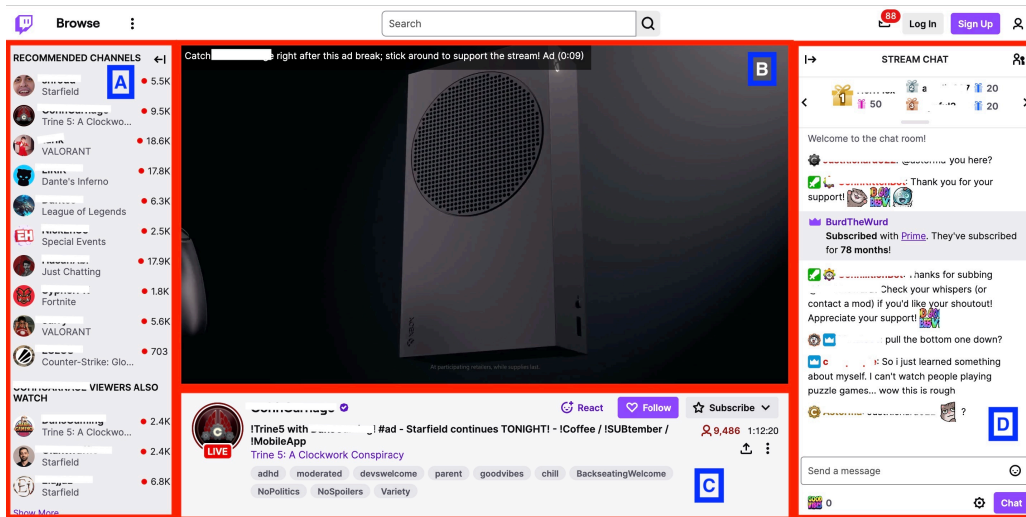 Browse
Search
88
Log In
Sign Up
RECOMMENDED CHANNELS
A
Starfield
5.5K
9.5K
Trine 5: A Clockwo...
18.6K
VALORANT
17.8K
Dante's Inferno
6.3K
League of Legends
2.5K
Special Events
17.9K
Just Chatting
1.8K
Fortnite
5.6K
VALORANT
703
Counter-Strike: Glo...
VIEWERS ALSO
WATCH
2.4K
Trine 5: A Clockwo...
2.4K
Starfield
6.8K
Starfield
Show More
Catch right after this ad break; stick around to support the stream! Ad (0:09)
B
At participating retailers, while supplies last.
LIVE
React
Follow
Subscribe
!Trine5 with ! #ad - Starfield continues TONIGHT! - !Coffee / !SUBtember /
!MobileApp
9,486 1:12:20
Trine 5: A Clockwork Conspiracy
adhd moderated devswelcome parent goodvibes chill BackseatingWelcome
NoPolitics NoSpoilers Variety
C
STREAM CHAT
1
50
2
20
20
Welcome to the chat room!
you here?
Thank you for your
support!
BurdTheWurd
Subscribed with Prime. They've subscribed
for 78 months!
for subbing
Check your whispers (or
contact a mod) if you'd like your shoutout!
Appreciate your support!
pull the bottom one down?
So i just learned something
about myself. I can't watch people playing
puzzle games... wow this is rough
?
D
Send a message
0
Chat